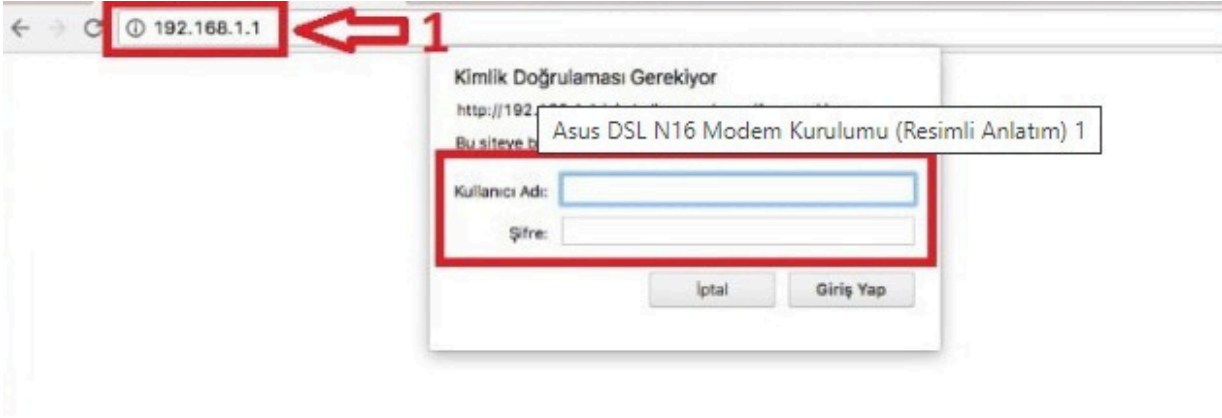 192.168.1.1
1
Kimlik Doğrulaması Gerekiyor
http://192.
Asus DSL N16 Modem Kurulumu (Resimli Anlatım) 1
Bu siteye
Kullanıcı Adı:
Şifre:
İptal
Giriş Yap